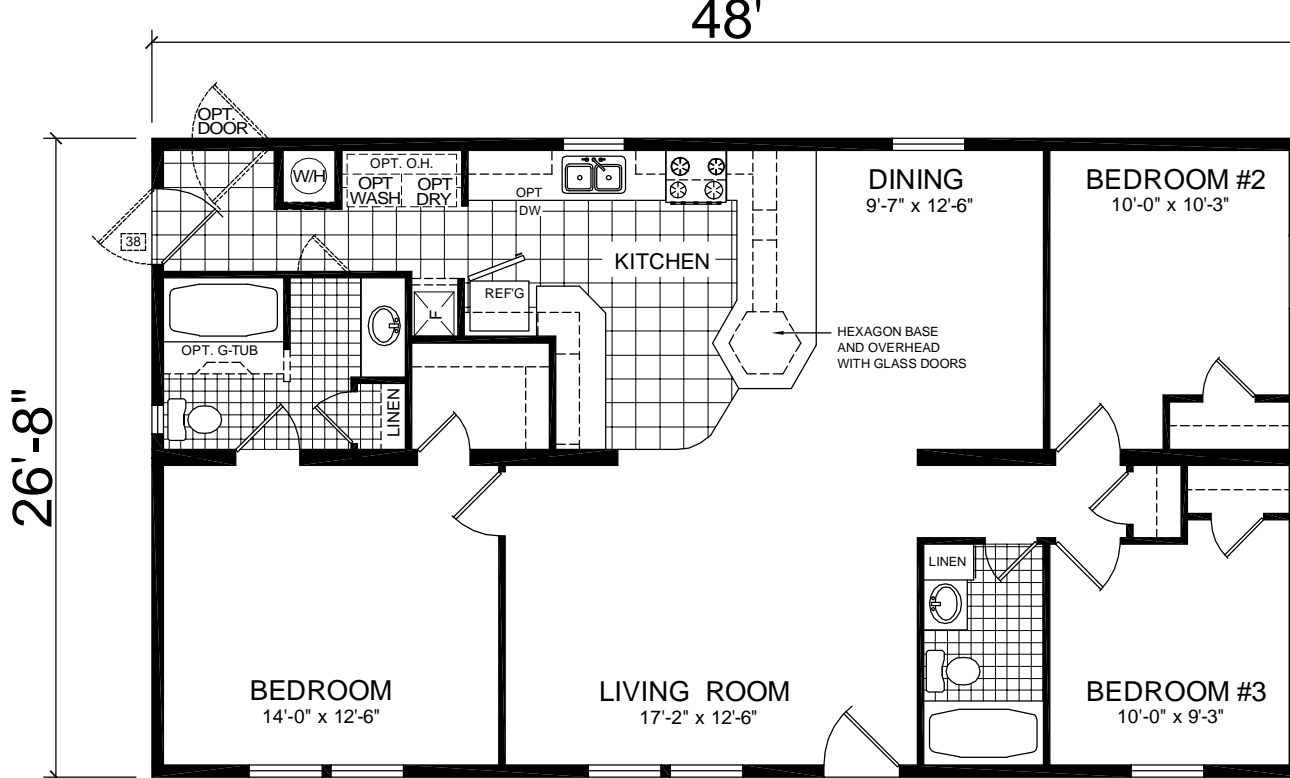 48'
OPT.
DOOR
W/H
OPT. O.H.
OPT
WASH
OPT
DRY
OPT
DW
DINING
9'-7" x 12'-6"
BEDROOM #2
10'-0" x 10'-3"
38
KITCHEN
REF'G
F
OPT. G-TUB
HEXAGON BASE
AND OVERHEAD
WITH GLASS DOORS
LINEN
26'-8"
LINEN
BEDROOM
14'-0" x 12'-6"
LIVING ROOM
17'-2" x 12'-6"
BEDROOM #3
10'-0" x 9'-3"